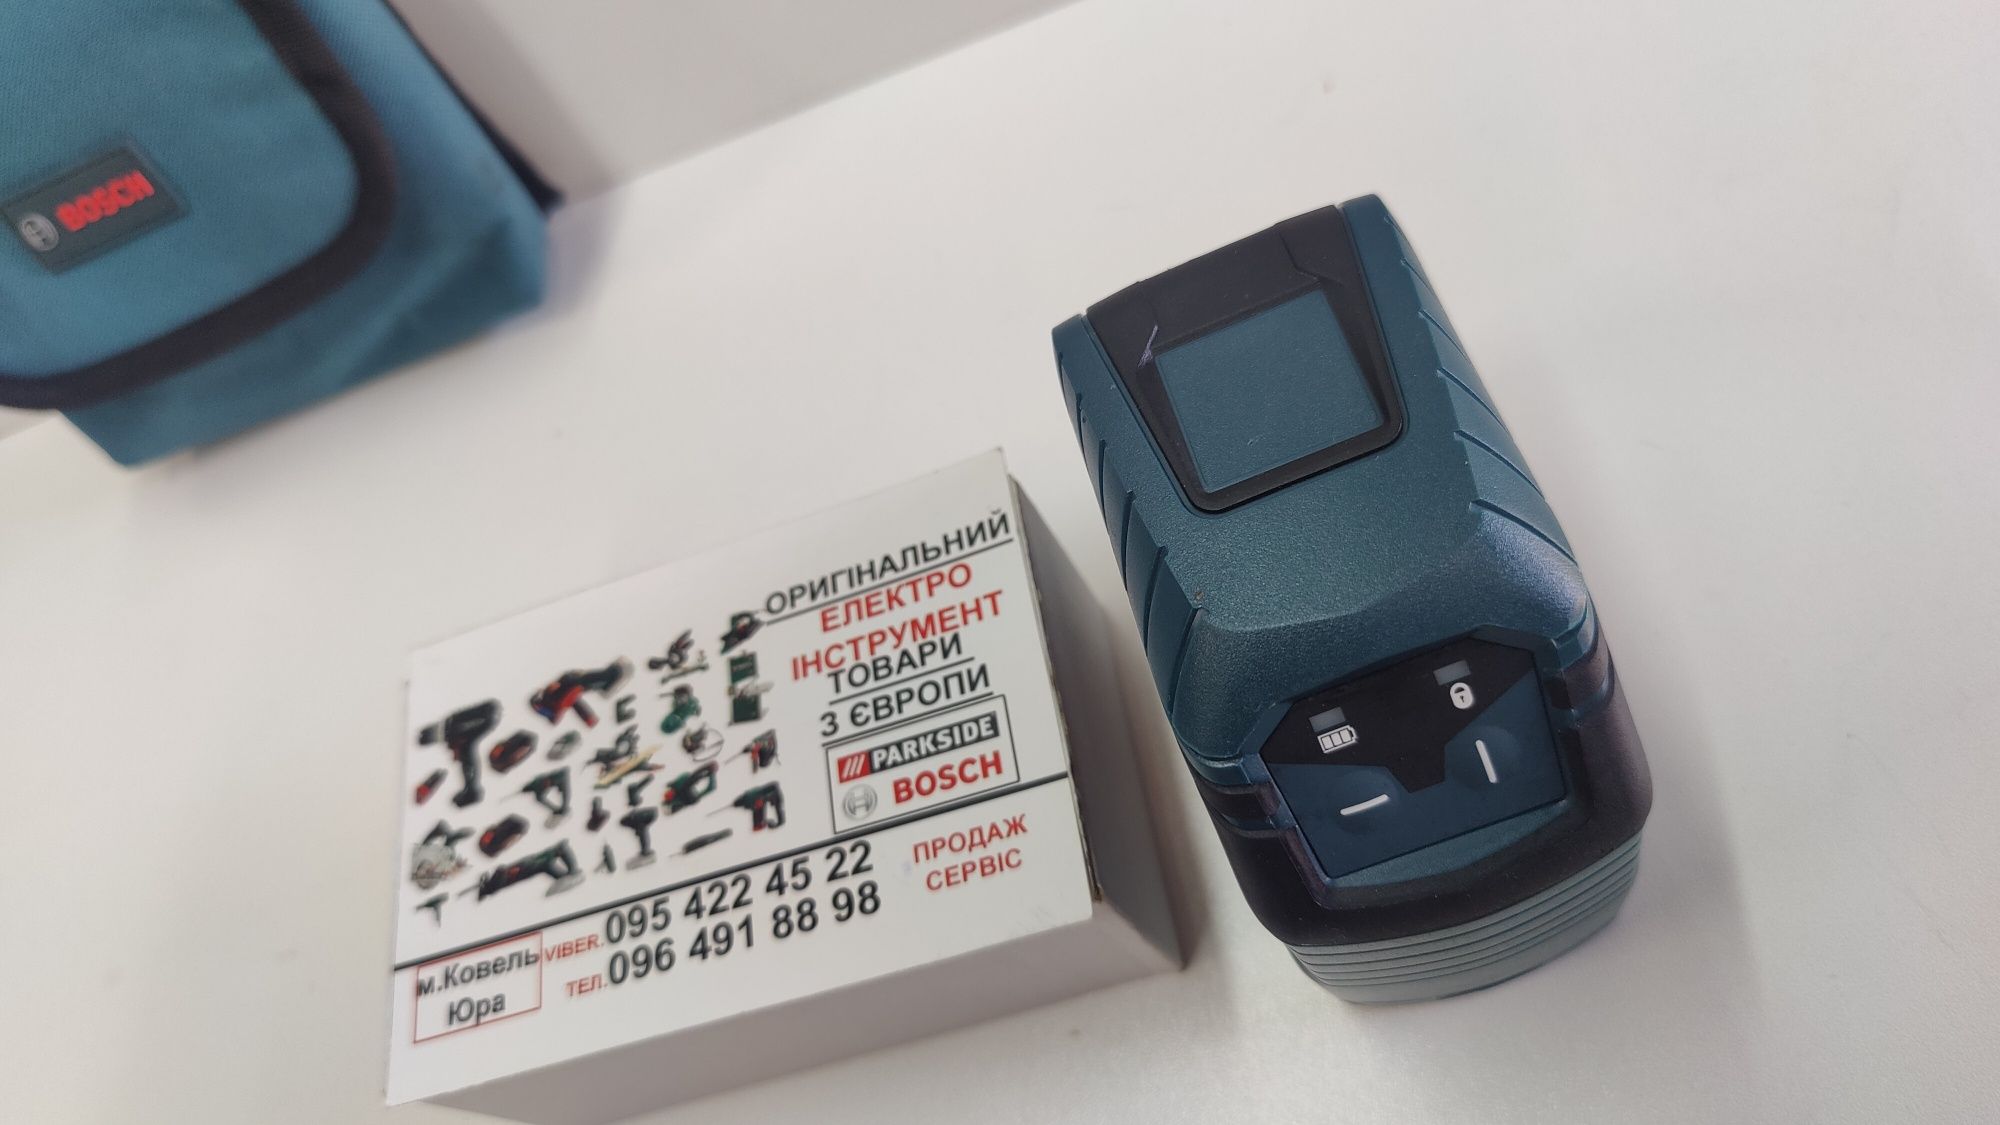 BOSCH
ОРИГІНАЛЬНИЙ
ЕЛЕКТРО
ІНСТРУМЕНТ
ТОВАРИ
З ЄВРОПИ
PARKSIDE
BOSCH
ПРОДАЖ
СЕРВІС
VIBER. 095 422 45 22
ТЕЛ. 096 491 88 98
м.Ковель
Юра